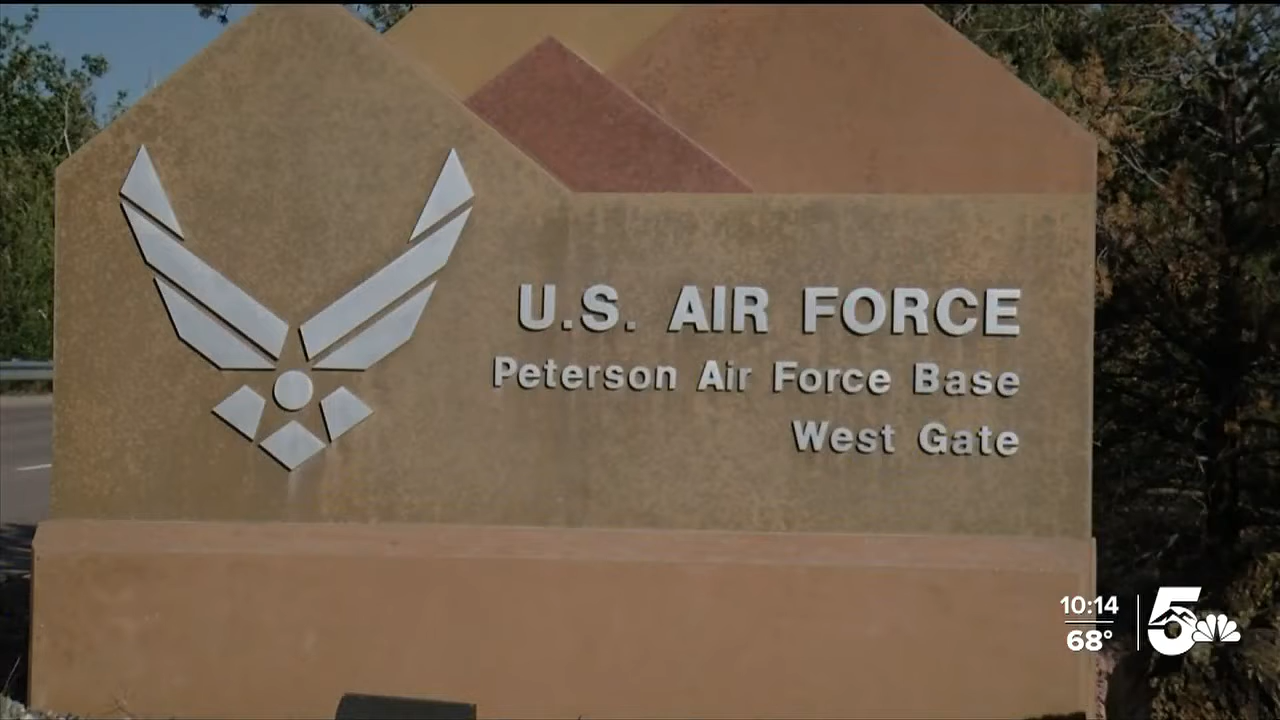 U.S. AIR FORCE
Peterson Air Force Base
West Gate
10:14
68°
5